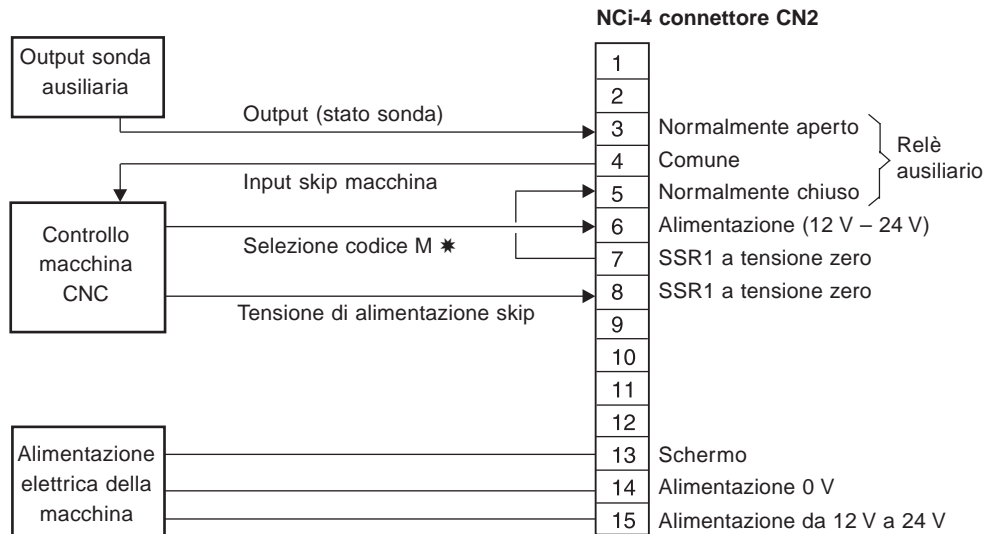 NCi-4 connettore CN2
Output sonda
ausiliaria
Output (stato sonda)
Input skip macchina
Controllo
macchina
CNC
Selezione codice M ✷
Tensione di alimentazione skip
Alimentazione
elettrica della
macchina
1
2
3 Normalmente aperto
4 Comune
5 Normalmente chiuso
Relè
ausiliario
6 Alimentazione (12 V – 24 V)
7 SSR1 a tensione zero
8 SSR1 a tensione zero
9
10
11
12
13 Schermo
14 Alimentazione 0 V
15 Alimentazione da 12 V a 24 V